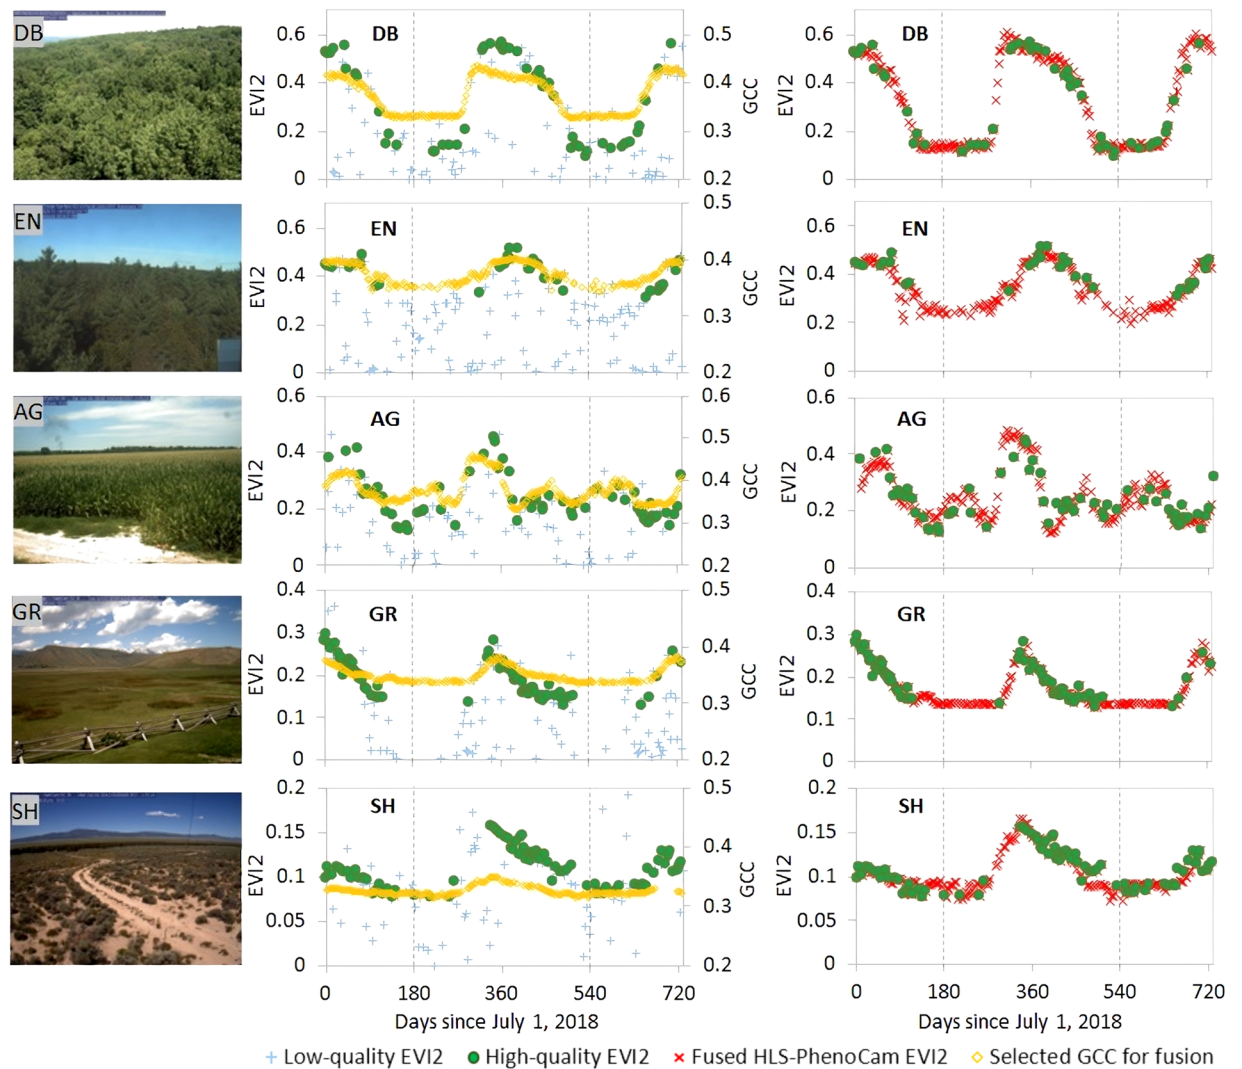 DB
DB
0.6
0.4
0.2
0
EVI2
0.5
0.4
0.3
0.2
GCC
DB
0.6
0.4
0.2
0
EVI2
EN
EN
0.6
0.4
0.2
0
EVI2
0.5
0.4
0.3
0.2
GCC
EN
0.6
0.4
0.2
0
EVI2
AG
AG
0.6
0.4
0.2
0
EVI2
0.6
0.5
0.4
0.3
0.2
GCC
AG
0.6
0.4
0.2
0
EVI2
GR
GR
0.4
0.3
0.2
0.1
0
EVI2
0.5
0.4
0.3
0.2
GCC
GR
0.4
0.3
0.2
0.1
0
EVI2
SH
SH
0.2
0.15
0.1
0.05
0
EVI2
0.5
0.4
0.3
0.2
GCC
SH
0.2
0.15
0.1
0.05
0
EVI2
0 180 360 540 720
0 180 360 540 720
Days since July 1, 2018
Days since July 1, 2018
Low-quality EVI2 High-quality EVI2 Fused HLS-PhenoCam EVI2 Selected GCC for fusion